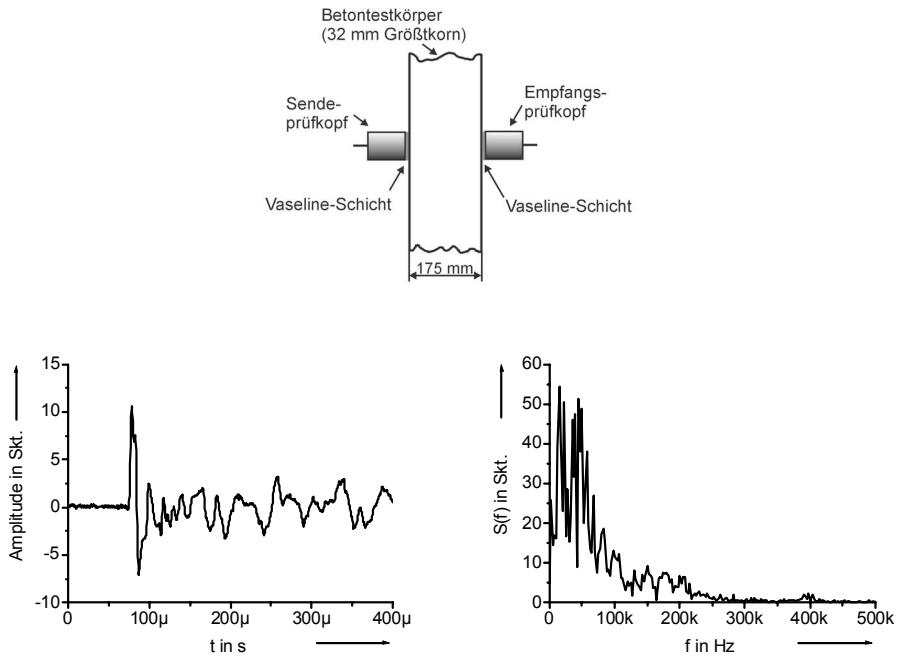 Betontestkörper
(32 mm Größtkorn)
Sende-
prüfkopf
Empfangs-
prüfkopf
Vaseline-Schicht
Vaseline-Schicht
175 mm
15
10
5
0
-5
-10
Amplitude in Skt.
0
100µ
200µ
300µ
400µ
t in s
60
50
40
30
20
10
0
S(f) in Skt.
0
100k
200k
300k
400k
500k
f in Hz